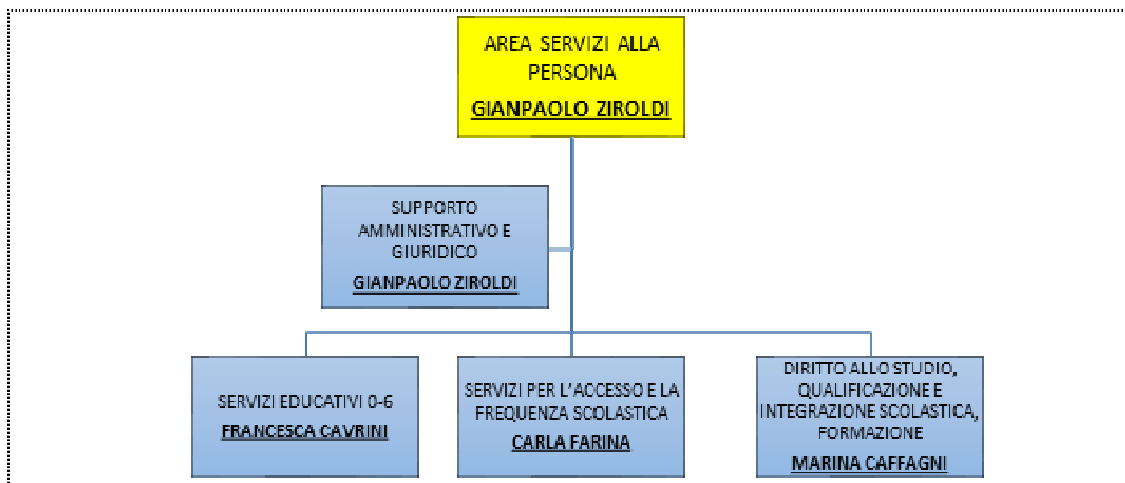 AREA SERVIZI ALLA
PERSONA
GIANPAOLO ZIROLDI
SUPPORTO
AMMINISTRATIVO E
GIURIDICO
GIANPAOLO ZIROLDI
SERVIZI EDUCATIVI 0-6
FRANCESCA CAVRINI
SERVIZI PER L'ACCESSO E LA
FREQUENZA SCOLASTICA
CARLA FARINA
DIRITTO ALLO STUDIO,
QUALIFICAZIONE E
INTEGRAZIONE SCOLASTICA,
FORMAZIONE
MARINA CAFFAGNI